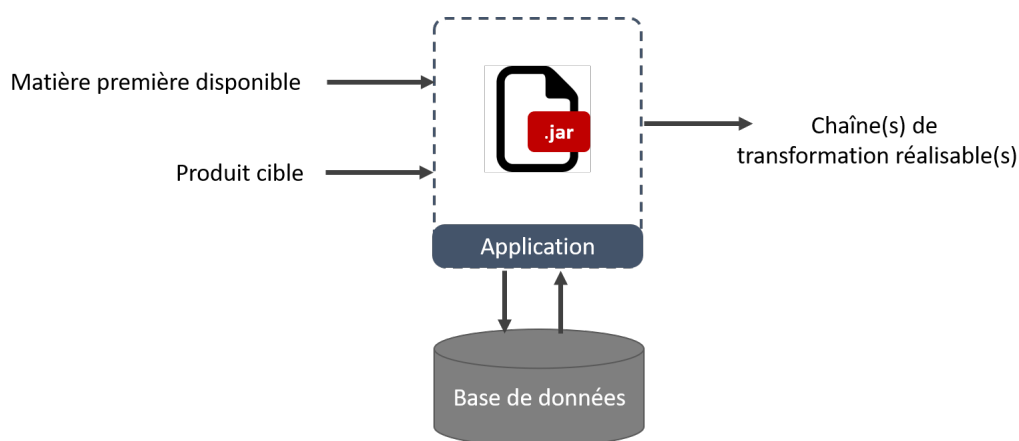 Matière première disponible
.jar
Produit cible
Chaîne(s) de
transformation réalisable(s)
Application
Base de données